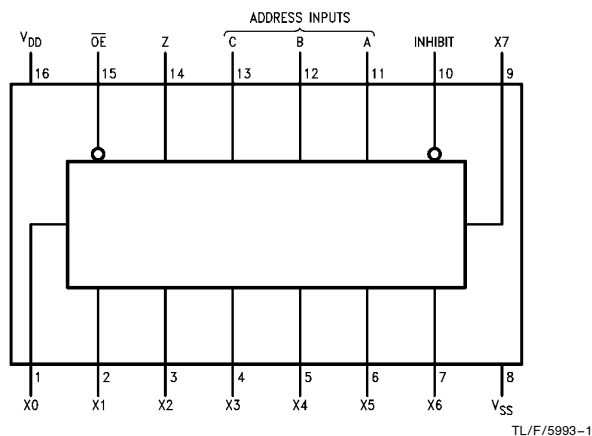 ADDRESS INPUTS
VDD OE Z C B A INHIBIT X7
16 15 14 13 12 11 10 9
1 2 3 4 5 6 7 8
X0 X1 X2 X3 X4 X5 X6 VSS
TL/F/5993–1